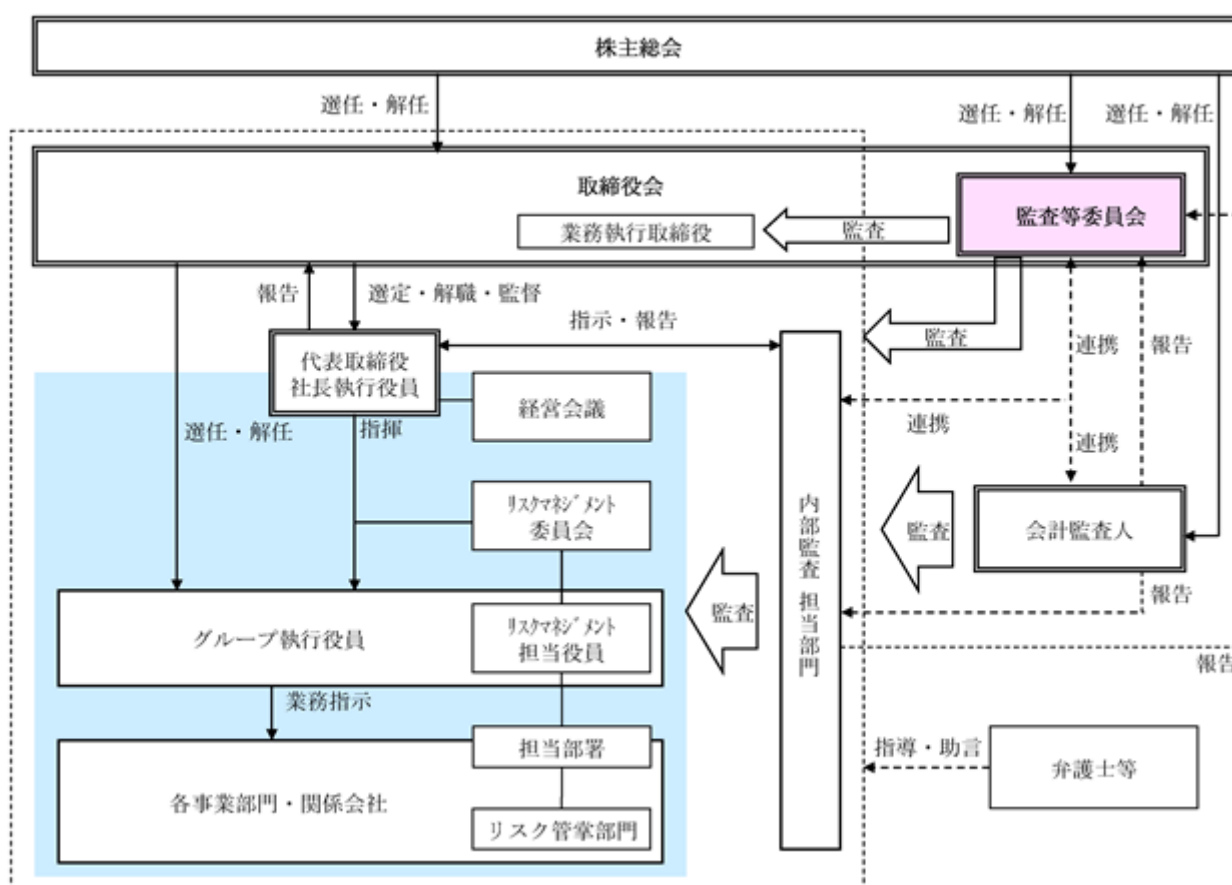 株主総会
選任・解任
選任・解任
選任・解任
取締役会
業務執行取締役
監査
監査等委員会
報告
選定・解職・監督
指示・報告
監査
連携
報告
代表取締役
社長執行役員
経営会議
選任・解任
指揮
連携
連携
リスクマネジメント
委員会
内部監査 担当部門
監査
会計監査人
グループ執行役員
リスクマネジメント
担当役員
監査
報告
報告
業務指示
担当部署
各事業部門・関係会社
リスク管掌部門
指導・助言
弁護士等